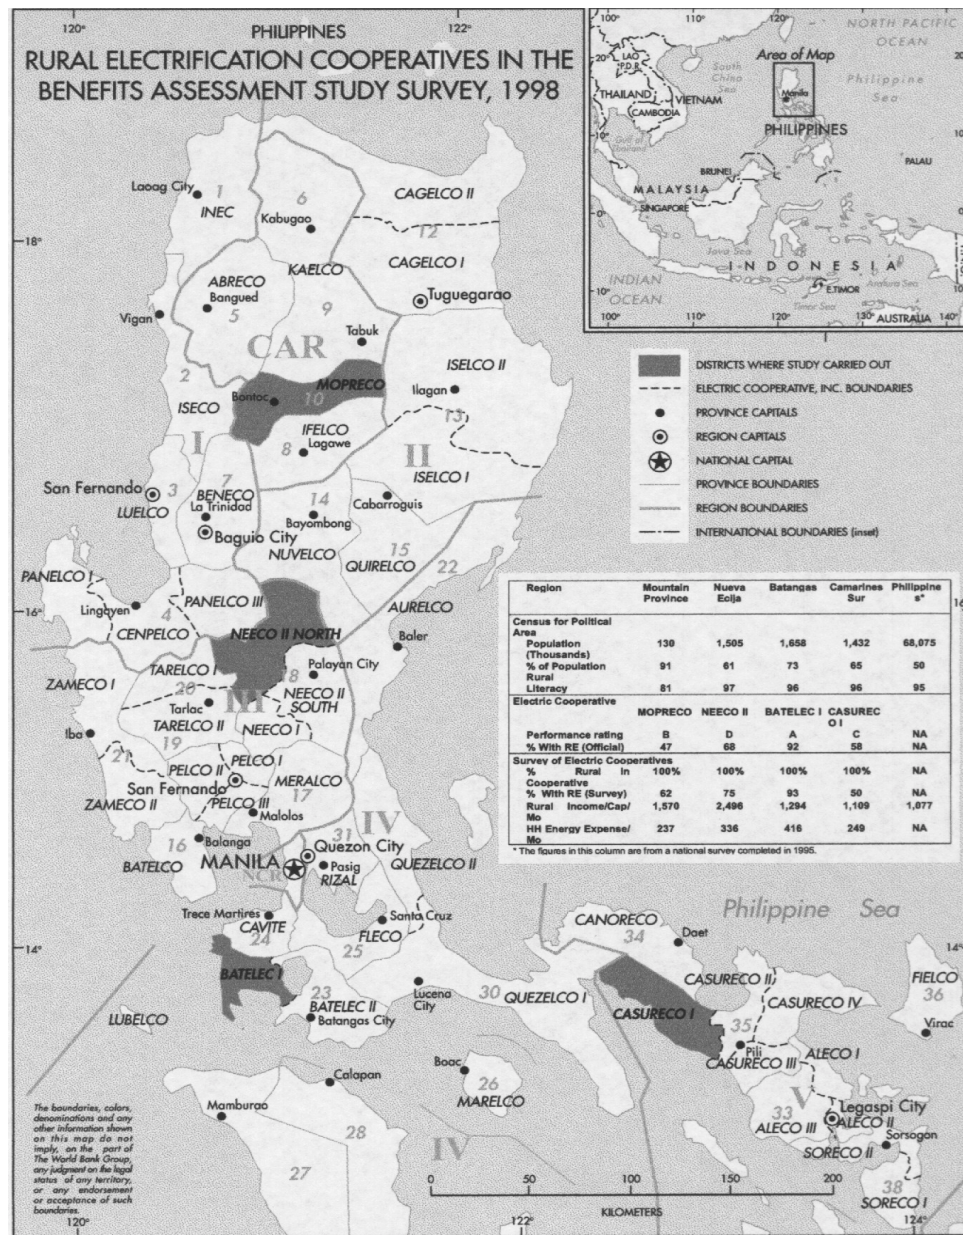 120°
122°
PHILIPPINES
RURAL ELECTRIFICATION COOPERATIVES IN THE
BENEFITS ASSESSMENT STUDY SURVEY, 1998
100°
110°
120°
130°
140°
NORTH PACIFIC
OCEAN
Area of Map
20°
20
LAO
P.D.R.
South
China
Sea
Philippine
Sea
Manila
THAILAND
VIETNAM
CAMBODIA
PHILIPPINES
Gulf of
Thailand
10°
10
BRUNEI
PALAU
MALAYSIA
SINGAPORE
0°
0°
Java Sea
INDONESIA
INDIAN
OCEAN
Arafura Sea
E.TIMOR
Timor Sea
10°
AUSTRALIA
100°
110°
120°
130°
140°
DISTRICTS WHERE STUDY CARRIED OUT
ELECTRIC COOPERATIVE, INC. BOUNDARIES
PROVINCE CAPITALS
REGION CAPITALS
NATIONAL CAPITAL
PROVINCE BOUNDARIES
REGION BOUNDARIES
INTERNATIONAL BOUNDARIES (inset)
Laoag City
1
INEC
6
Kabugao
CAGELCO II
12
18°
KAELCO
CAGELCO I
ABRECO
Bangued
5
9
Tuguegarao
Vigan
Tabuk
CAR
2
ISECO
MOPRECO
Bontoc
10
ISELCO II
Ilagan
13
IFELCO
8
Lagawe
I
II
ISELCO I
San Fernando
3
LUELCO
7
BENECO
La Trinidad
Baguio City
14
Bayombong
NUVELCO
Cabarroguis
15
QUIRELCO
22
PANELCO I
Lingayen
PANELCO III
4
CENPELCO
16°
16
NEECO II NORTH
AURELCO
Baler
TARELCO I
ZAMECO I
20
Tarlac
TARELCO II
III
18
Palayan City
NEECO II
SOUTH
NEECO I
Iba
19
21
PELCO II
PELCO I
San Fernando
MERALCO
ZAMECO II
PELCO III
17
Malolos
16
Balanga
BATELCO
31
IV
Quezon City
MANILA
NCR
Pasig
RIZAL
QUEZELCO II
Trece Martires
CAVITE
24
Santa Cruz
FLECO
25
14°
14°
BATELEC I
23
BATELEC II
Batangas City
Lucena
City
30
QUEZELCO I
LUBELCO
CANORECO
34
Daet
Philippine Sea
CASURECO I
CASURECO II
CASURECO IV
35
Pili
CASURECO III
FIELCO
36
Virac
ALECO I
V
33
ALECO III
Legaspi City
ALECO II
Sorsogon
SORECO II
38
SORECO I
Boac
26
MARELCO
Calapan
Mamburao
28
27
IV
Region Mountain Province Nueva Ecija Batangas Camarines Sur Philippine s*
Census for Political Area
Population (Thousands) 130 1,505 1,658 1,432 68,075
% of Population Rural 91 61 73 65 50
Literacy 81 97 96 96 95
Electric Cooperative
MOPRECO NEECO II BATELEC I CASUREC O I
Performance rating B D A C NA
% With RE (Official) 47 68 92 58 NA
Survey of Electric Cooperatives
% Rural in Cooperative 100% 100% 100% 100% NA
% With RE (Survey) 62 75 93 50 NA
Rural Income/Cap/ Mo 1,570 2,496 1,294 1,109 1,077
HH Energy Expense/ Mo 237 336 416 249 NA
* The figures in this column are from a national survey completed in 1995.
The boundaries, colors,
denominations and any
other information shown
on this map do not
imply, on the part of
The World Bank Group,
any judgment on the legal
status of any territory,
or any endorsement
or acceptance of such
boundaries.
0 50 100 150 200
KILOMETERS
120°
122°
124°